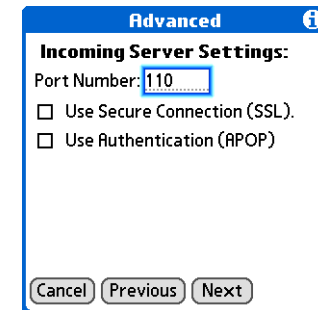 Advanced
Incoming Server Settings:
Port Number: 110
Use Secure Connection (SSL).
Use Authentication (APOP)
Cancel Previous Next